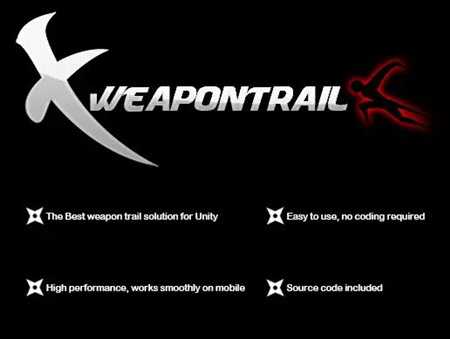 X-WEAPONTRAIL
The Best weapon trail solution for Unity
Easy to use, no coding required
High performance, works smoothly on mobile
Source code included